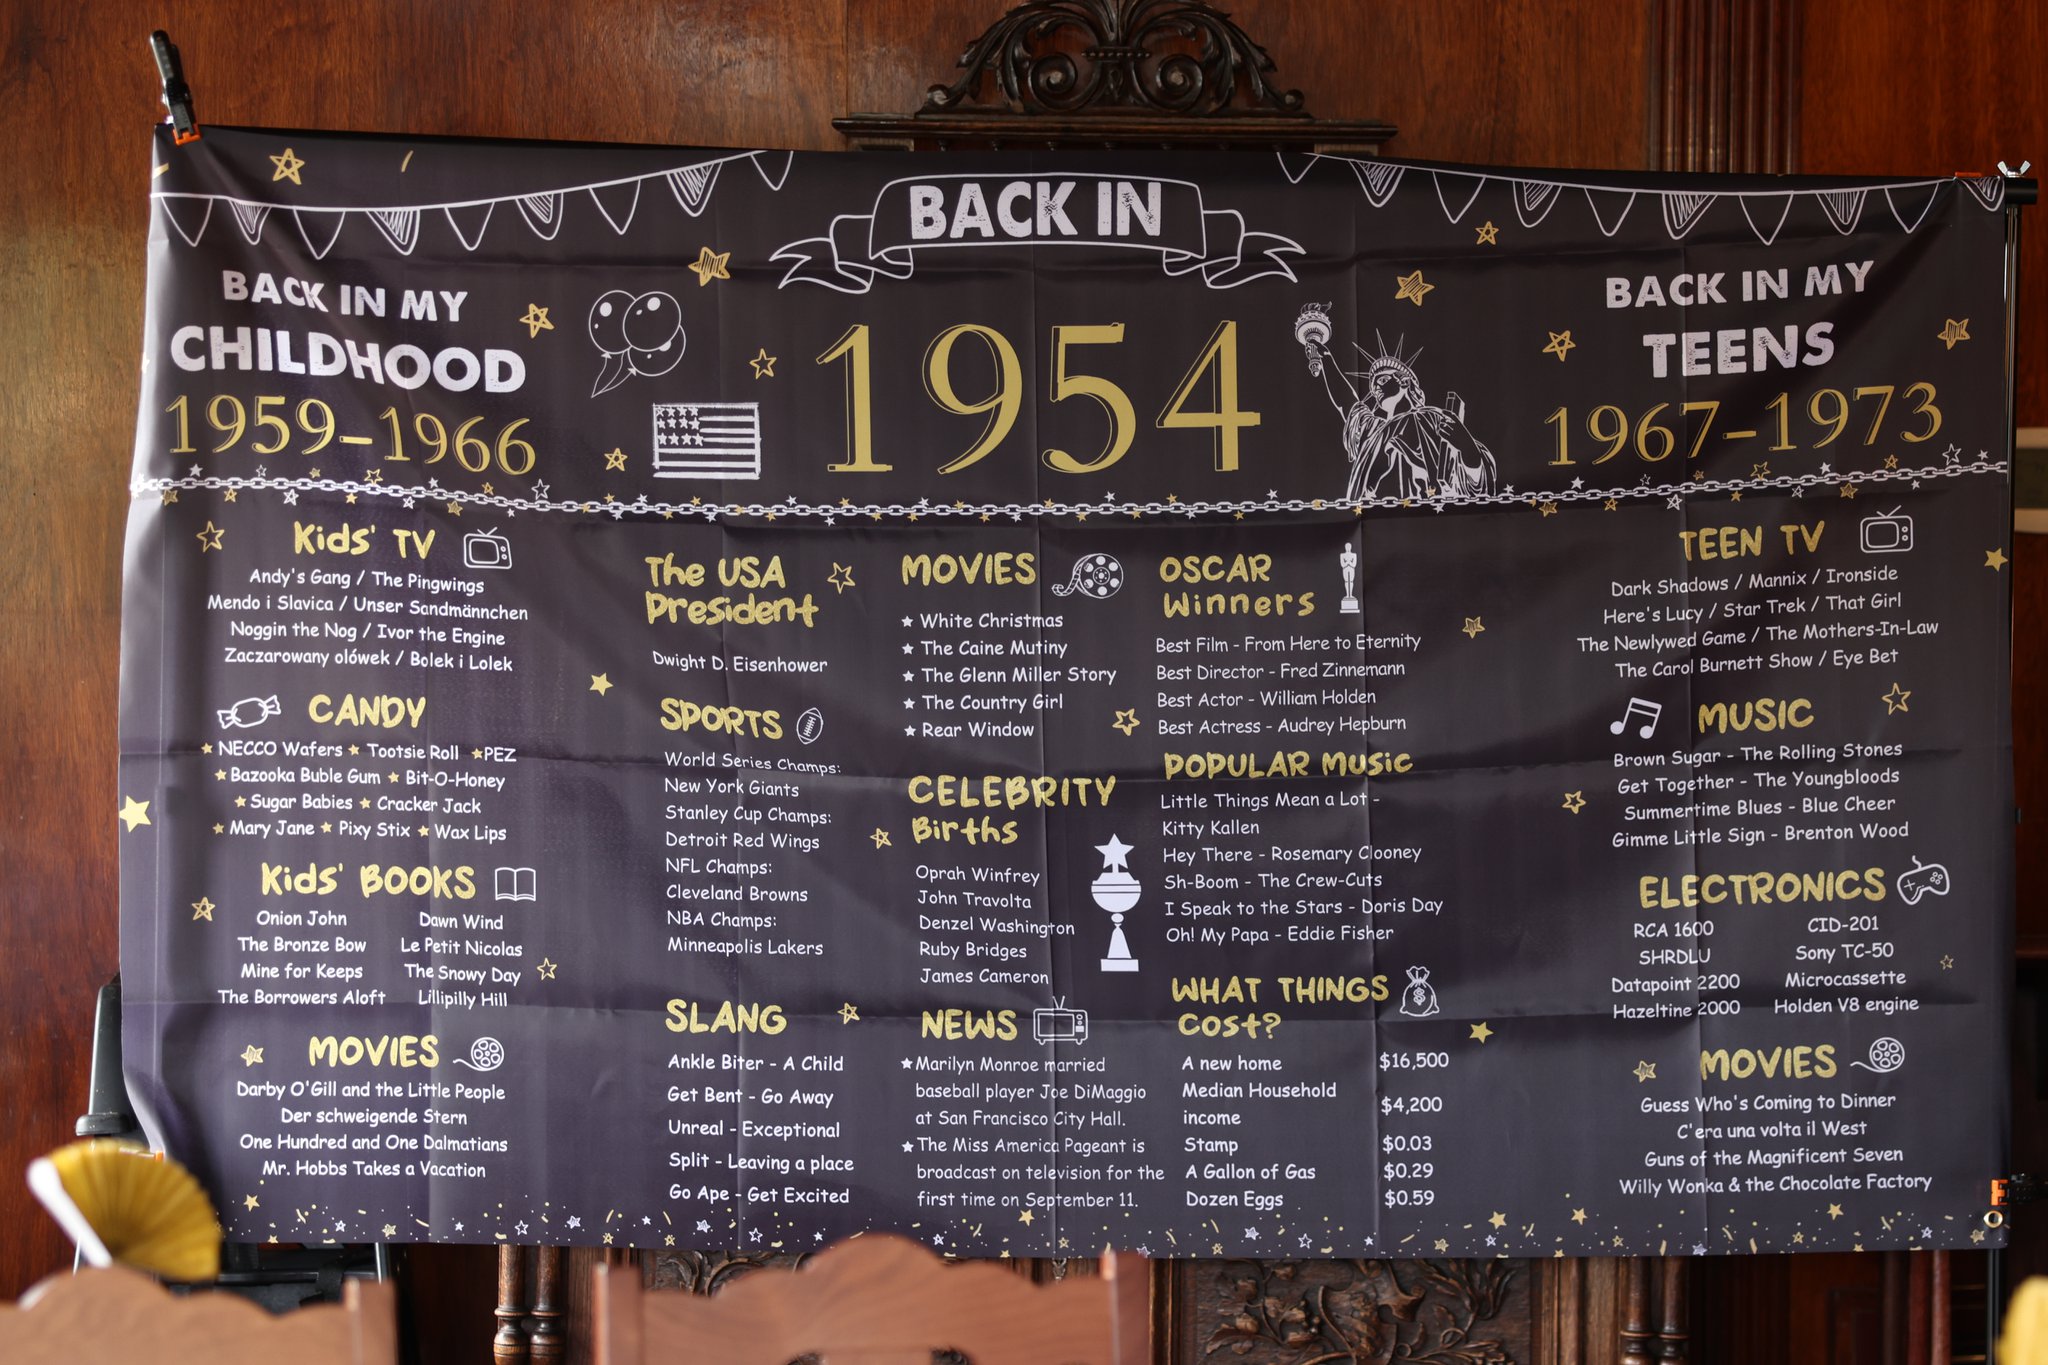 BACK IN
1954
BACK IN MY
CHILDHOOD
1959-1966
Kids' TV
Andy's Gang / The Pingwings
Mendo i Slavica / Unser Sandmännchen
Noggin the Nog / Ivor the Engine
Zaczarowany olówek / Bolek i Lolek
CANDY
NECCO Wafers ★ Tootsie Roll ★ PEZ
★ Bazooka Buble Gum ★ Bit-O-Honey
★ Sugar Babies ★ Cracker Jack
★ Mary Jane ★ Pixy Stix ★ Wax Lips
Kids' BOOKS
Onion John Dawn Wind
The Bronze Bow Le Petit Nicolas
Mine for Keeps The Snowy Day
The Borrowers Aloft Lillipilly Hill
MOVIES
Darby O'Gill and the Little People
Der schweigende Stern
One Hundred and One Dalmatians
Mr. Hobbs Takes a Vacation
The USA
President
Dwight D. Eisenhower
SPORTS
World Series Champs:
New York Giants
Stanley Cup Champs:
Detroit Red Wings
NFL Champs:
Cleveland Browns
NBA Champs:
Minneapolis Lakers
SLANG
Ankle Biter - A Child
Get Bent - Go Away
Unreal - Exceptional
Split - Leaving a place
Go Ape - Get Excited
MOVIES
★ White Christmas
★ The Caine Mutiny
★ The Glenn Miller Story
★ The Country Girl
★ Rear Window
CELEBRITY
Births
Oprah Winfrey
John Travolta
Denzel Washington
Ruby Bridges
James Cameron
NEWS
★ Marilyn Monroe married
baseball player Joe DiMaggio
at San Francisco City Hall.
★ The Miss America Pageant is
broadcast on television for the
first time on September 11.
OSCAR
Winners
Best Film - From Here to Eternity
Best Director - Fred Zinnemann
Best Actor - William Holden
Best Actress - Audrey Hepburn
POPULAR Music
Little Things Mean a Lot -
Kitty Kallen
Hey There - Rosemary Clooney
Sh-Boom - The Crew-Cuts
I Speak to the Stars - Doris Day
Oh! My Papa - Eddie Fisher
WHAT THINGS
Cost?
A new home $16,500
Median Household
income $4,200
Stamp $0.03
A Gallon of Gas $0.29
Dozen Eggs $0.59
BACK IN MY
TEENS
1967-1973
TEEN TV
Dark Shadows / Mannix / Ironside
Here's Lucy / Star Trek / That Girl
The Newlywed Game / The Mothers-In-Law
The Carol Burnett Show / Eye Bet
MUSIC
Brown Sugar - The Rolling Stones
Get Together - The Youngbloods
Summertime Blues - Blue Cheer
Gimme Little Sign - Brenton Wood
ELECTRONICS
RCA 1600 CID-201
SHRDLU Sony TC-50
Datapoint 2200 Microcassette
Hazeltine 2000 Holden V8 engine
MOVIES
Guess Who's Coming to Dinner
C'era una volta il West
Guns of the Magnificent Seven
Willy Wonka & the Chocolate Factory